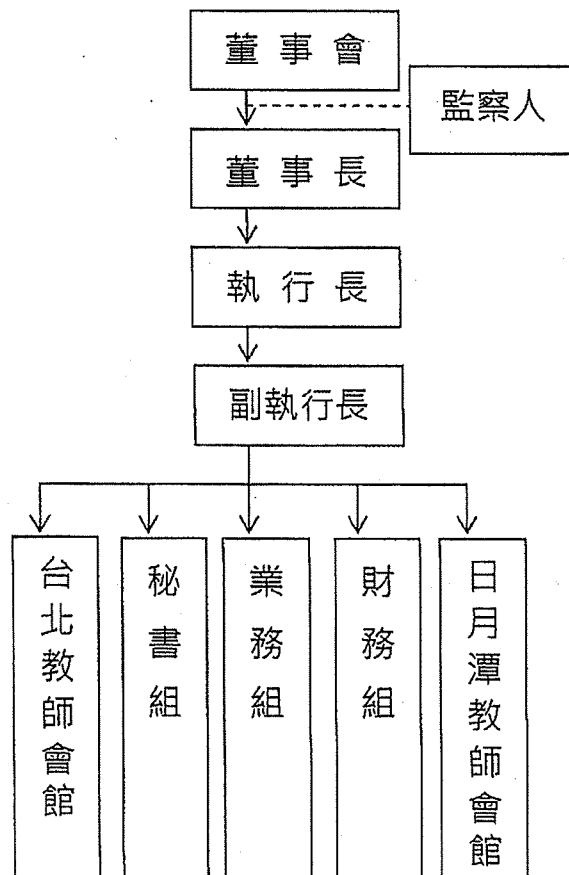 董事會
監察人
董事長
執行長
副執行長
台北教師會館
秘書組
業務組
財務組
日月潭教師會館